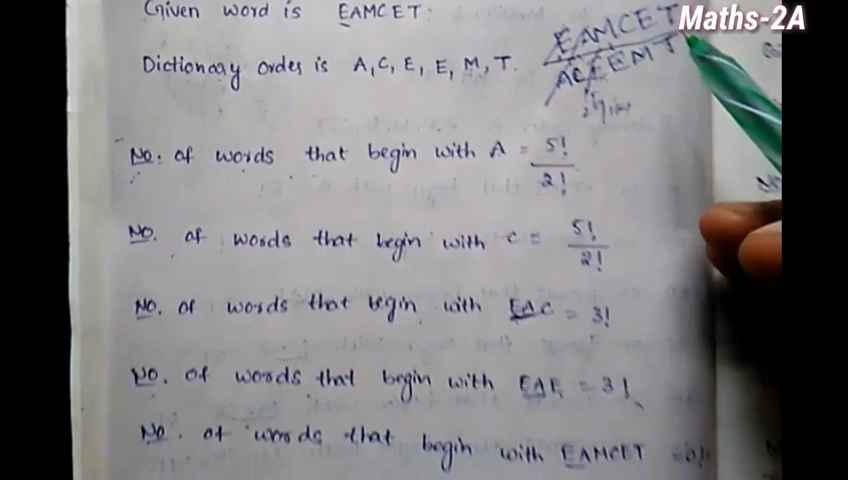 Given word is EAMCET:
Maths-2A
EAMCET
Dictionary order is A, C, E, E, M, T.
ACEEMT
No. of words that begin with A = 5!/2!
No. of words that begin with C = 5!/2!
No. of words that begin with EAC = 3!
No. of words that begin with EAE = 3!
No. of words that begin with EAMCET = 0!